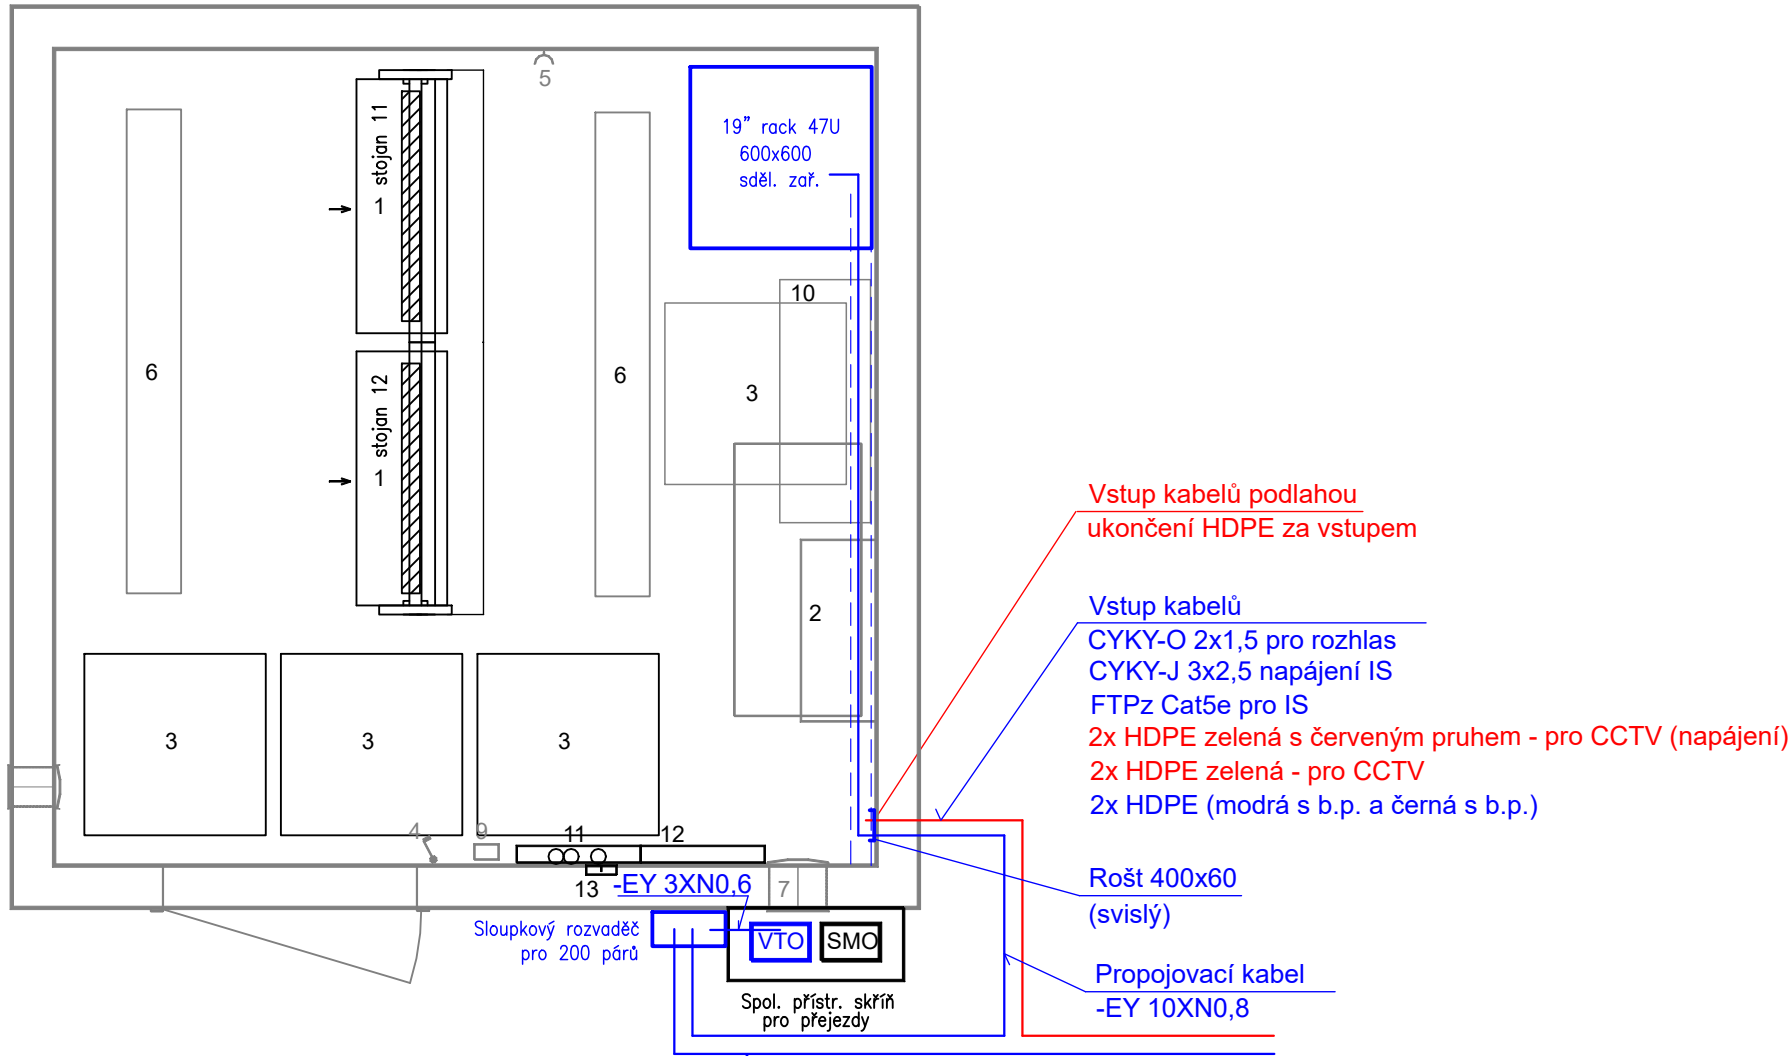 5
19" rack 47U
600x600
sděl. zař.
1 stojan 11
10
6
6
3
1 stojan 12
Vstup kabelů podlahou
ukončení HDPE za vstupem
2
Vstup kabelů
CYKY-O 2x1,5 pro rozhlas
CYKY-J 3x2,5 napájení IS
FTPz Cat5e pro IS
2x HDPE zelená s červeným pruhem - pro CCTV (napájení)
2x HDPE zelená - pro CCTV
2x HDPE (modrá s b.p. a černá s b.p.)
3
3
3
4
9
11
12
13
-EY 3XN0,6
7
Rošt 400x60
(svislý)
Sloupkový rozvaděč
pro 200 párů
VTO
SMO
Spol. přístr. skříň
pro přejezdy
Propojovací kabel
-EY 10XN0,8